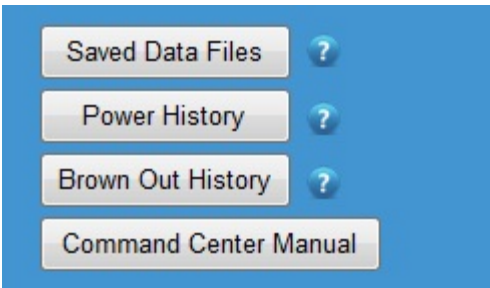 Saved Data Files ?
Power History ?
Brown Out History ?
Command Center Manual